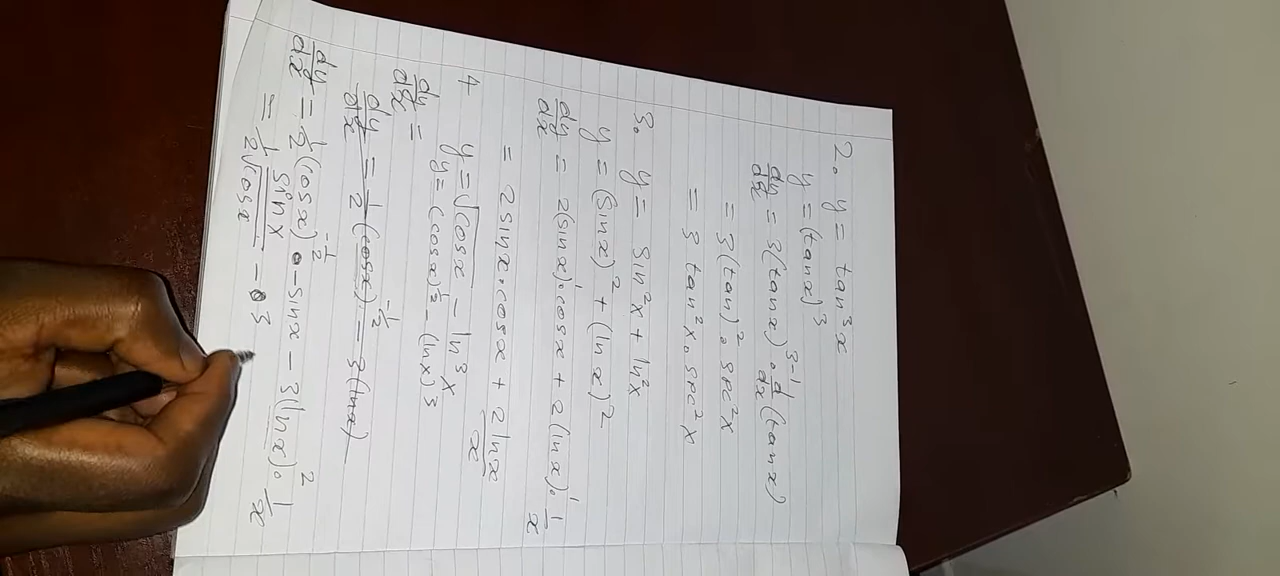 2. y = tan³x
y = (tanx)³
dy/dx = 3(tanx)³⁻¹ . d/dx (tanx)
= 3(tan)² . sec²x
= 3 tan²x . sec²x
3. y = sin²x + ln²x
y = (sinx)² + (lnx)²
dy/dx = 2(sinx)¹. cosx + 2(lnx)¹. 1/x
= 2sinx.cosx + 2lnx/x
4 y = √cosx - ln³x
y = (cosx)^½ - (lnx)³
dy/dx =
dy/dx = ½(cosx)^-½ - 3(lnx)
dy/dx = ½(cosx)^-½ • -sinx - 3(lnx)² . 1/x
= ½ sinx/√cosx - 3